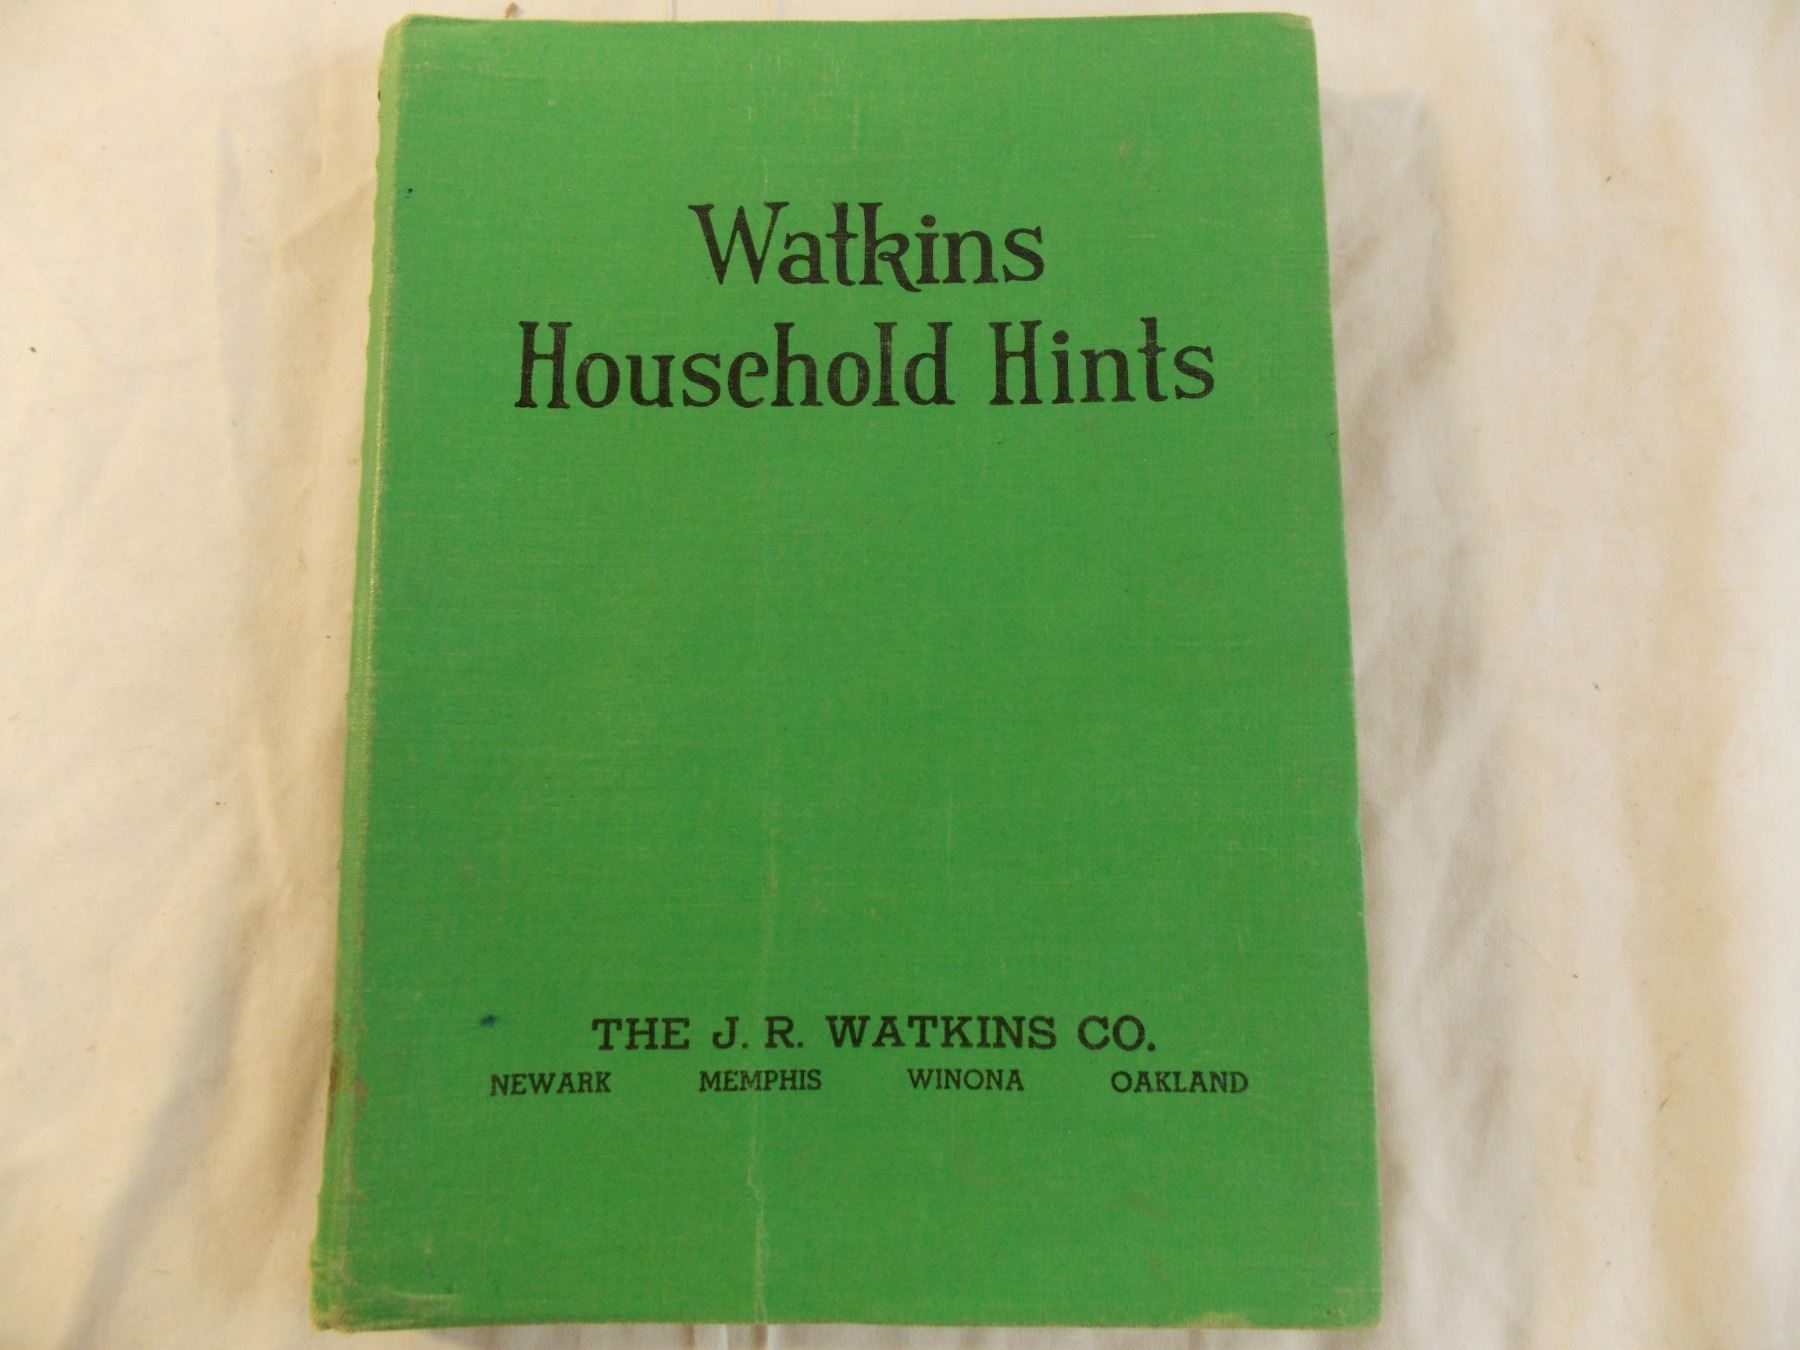 Watkins
Household Hints
THE J. R. WATKINS CO.
NEWARK MEMPHIS WINONA OAKLAND